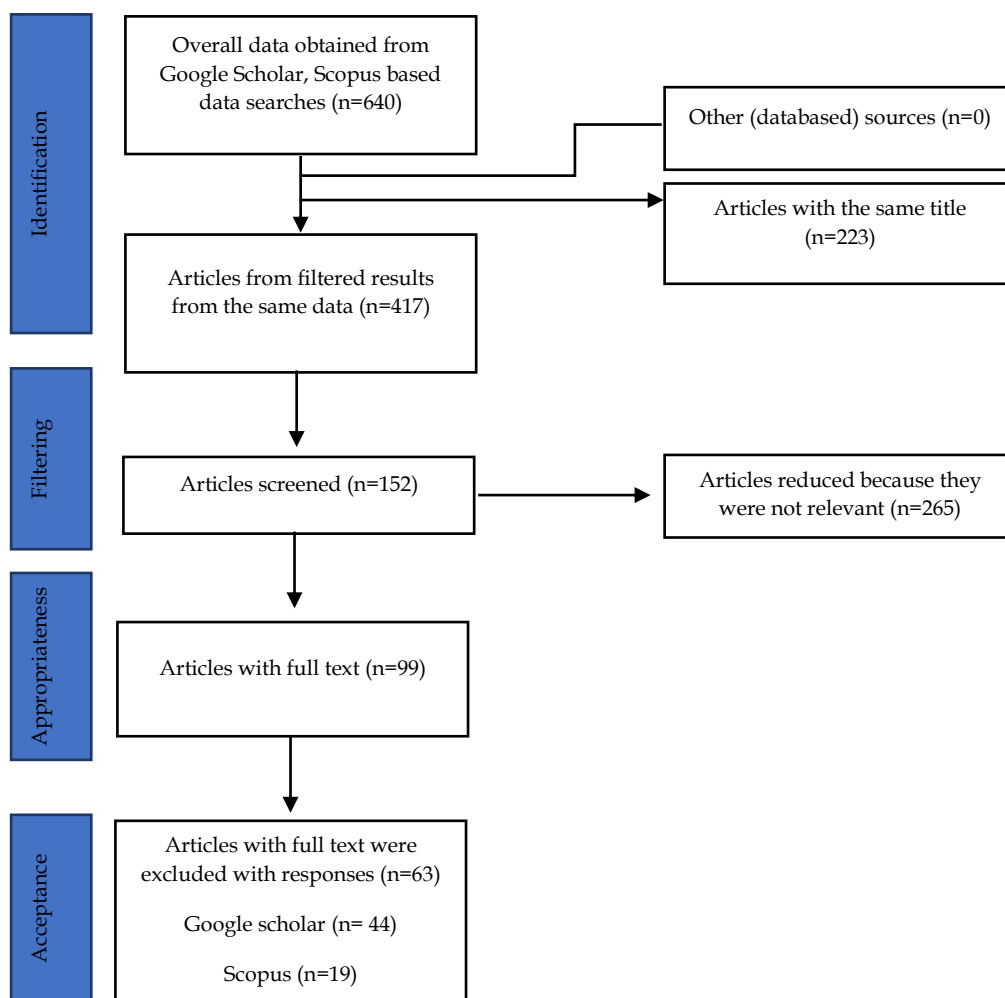 Identification
Overall data obtained from
Google Scholar, Scopus based
data searches (n=640)
Other (databased) sources (n=0)
Articles with the same title
(n=223)
Articles from filtered results
from the same data (n=417)
Filtering
Articles screened (n=152)
Articles reduced because they
were not relevant (n=265)
Appropriateness
Articles with full text (n=99)
Acceptance
Articles with full text were
excluded with responses (n=63)
Google scholar (n= 44)
Scopus (n=19)